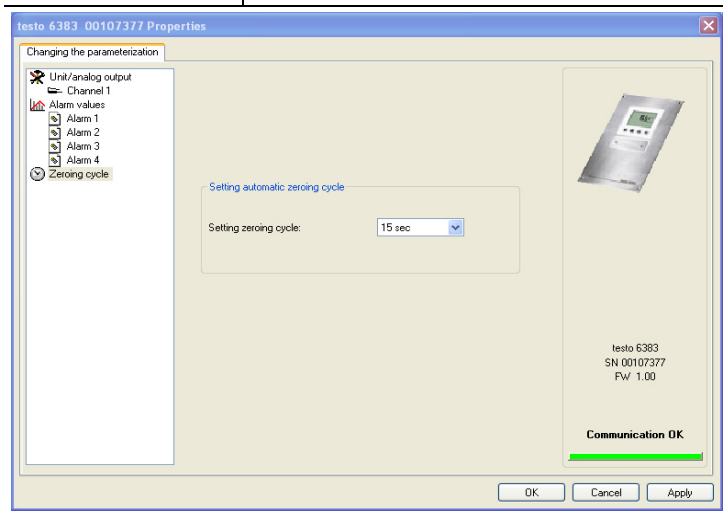 testo 6383 00107377 Properties
Changing the parameterization
Unit/analog output
Channel 1
Alarm values
Alarm 1
Alarm 2
Alarm 3
Alarm 4
Zeroing cycle
Setting automatic zeroing cycle
Setting zeroing cycle:
15 sec
testo 6383
SN 00107377
FW 1.00
Communication OK
OK
Cancel
Apply